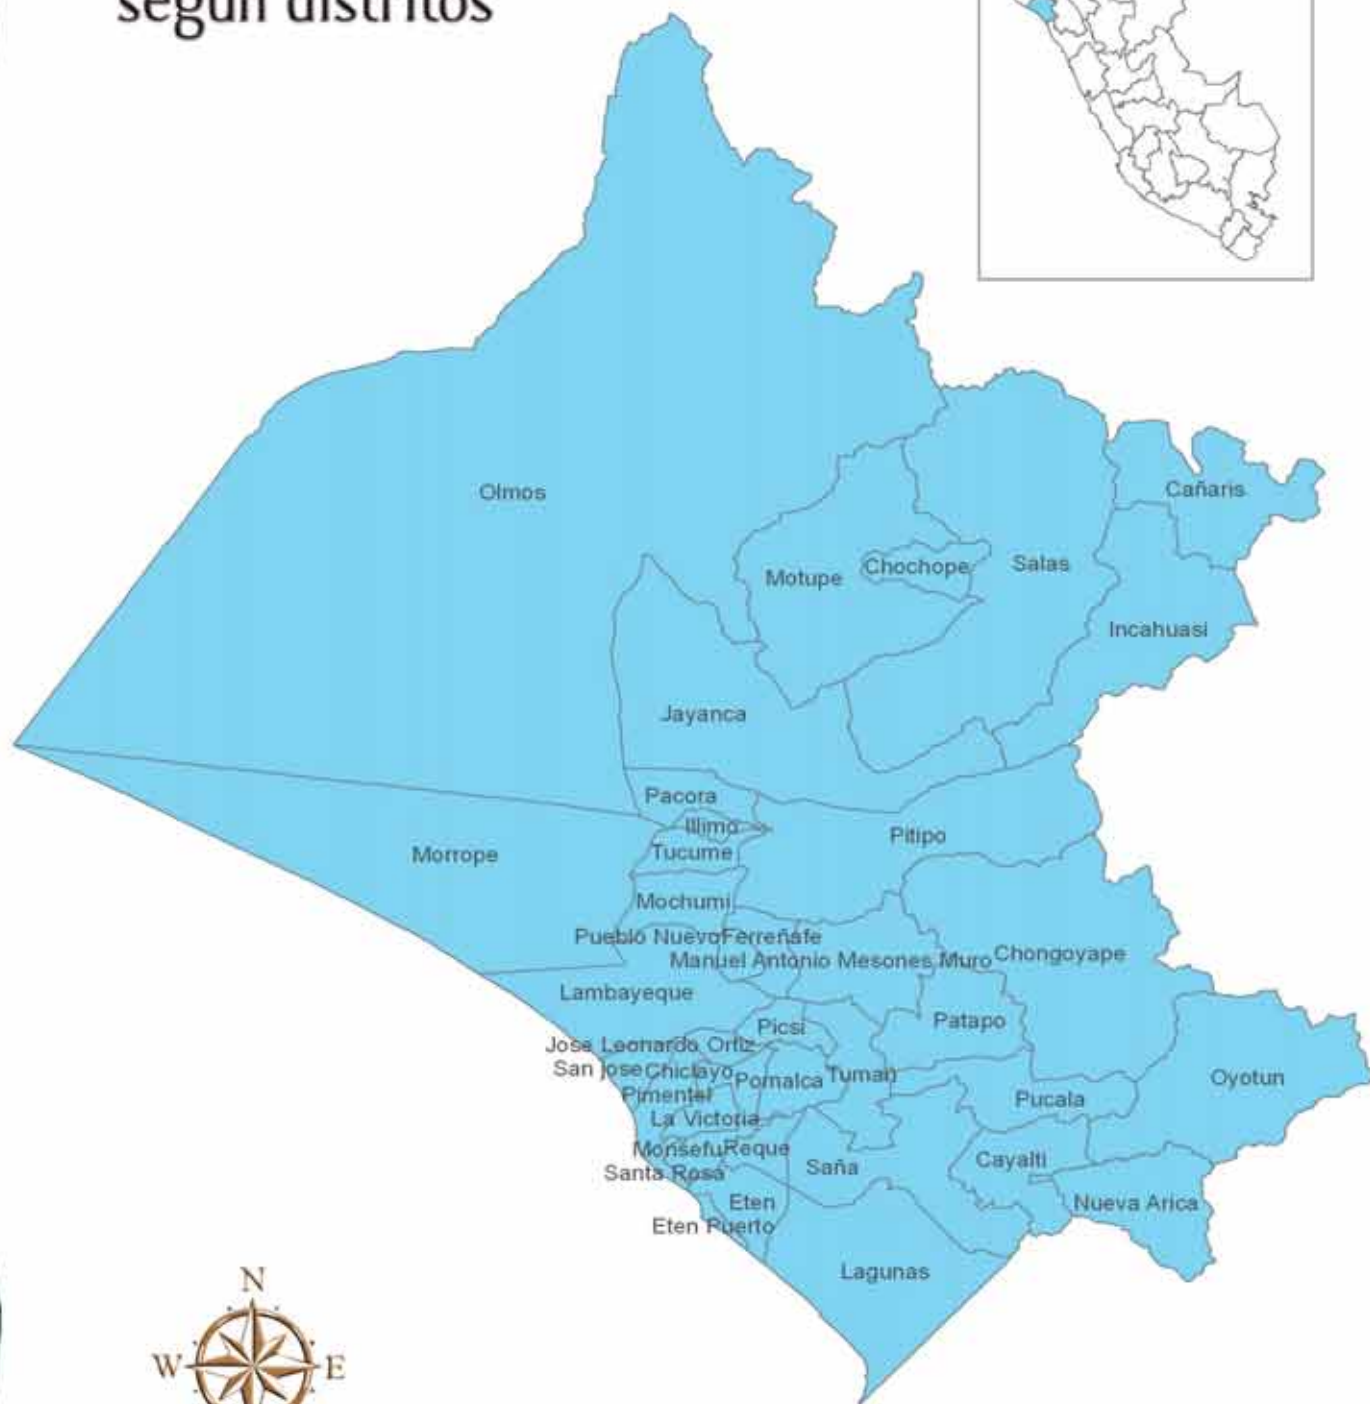 según distritos
Olmos
Cañaris
Motupe
Chochope
Salas
Incahuasi
Jayanca
Pacora
Illimo
Pitipo
Tucume
Morrope
Mochumi
Pueblo Nuevo
Ferreñafe
Manuel Antonio Mesones Muro
Chongoyape
Lambayeque
Picsi
Patapo
Jose Leonardo Ortiz
San jose
Chiclayo
Pomalca
Tuman
Oyotun
Pimentel
Pucala
La Victoria
Monsefu
Reque
Saña
Cayalti
Santa Rosa
Eten
Nueva Arica
Eten Puerto
Lagunas
N
W
E